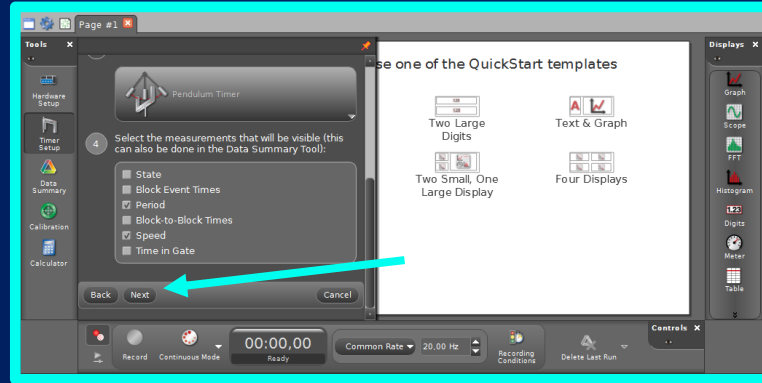 Page #1
Tools
Displays
Hardware
Setup
Timer
Setup
Data
Summary
Calibration
Calculator
Pendulum Timer
4
Select the measurements that will be visible (this
can also be done in the Data Summary Tool):
State
Block Event Times
Period
Block-to-Block Times
Speed
Time in Gate
Back
Next
Cancel
se one of the QuickStart templates
Two Large
Digits
Text & Graph
Two Small, One
Large Display
Four Displays
Graph
Scope
FFT
Histogram
1.23
Digits
Meter
Table
Record
Continuous Mode
00:00,00
Ready
Common Rate
20,00 Hz
Recording
Conditions
Delete Last Run
Controls